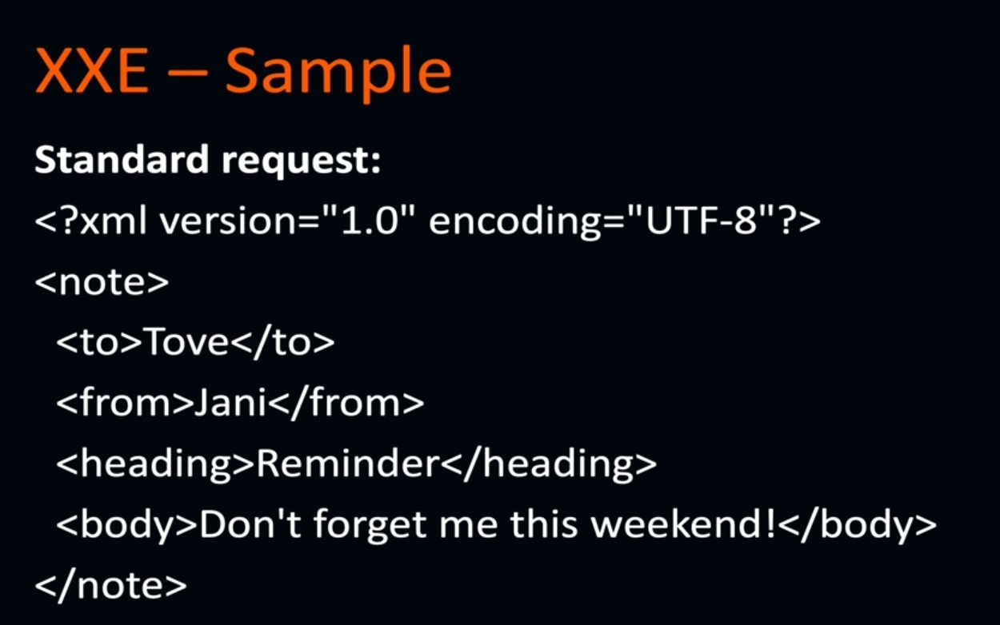 XXE – Sample
Standard request:
<?xml version="1.0" encoding="UTF-8"?>
<note>
  <to>Tove</to>
  <from>Jani</from>
  <heading>Reminder</heading>
  <body>Don't forget me this weekend!</body>
</note>